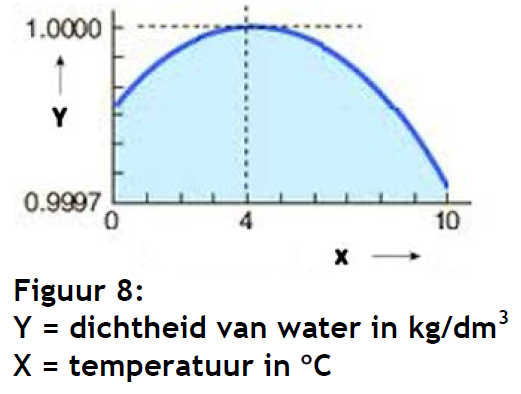 1.0000
Y
0.9997
0 4 10
X
Figuur 8:
Y = dichtheid van water in kg/dm³
X = temperatuur in °C